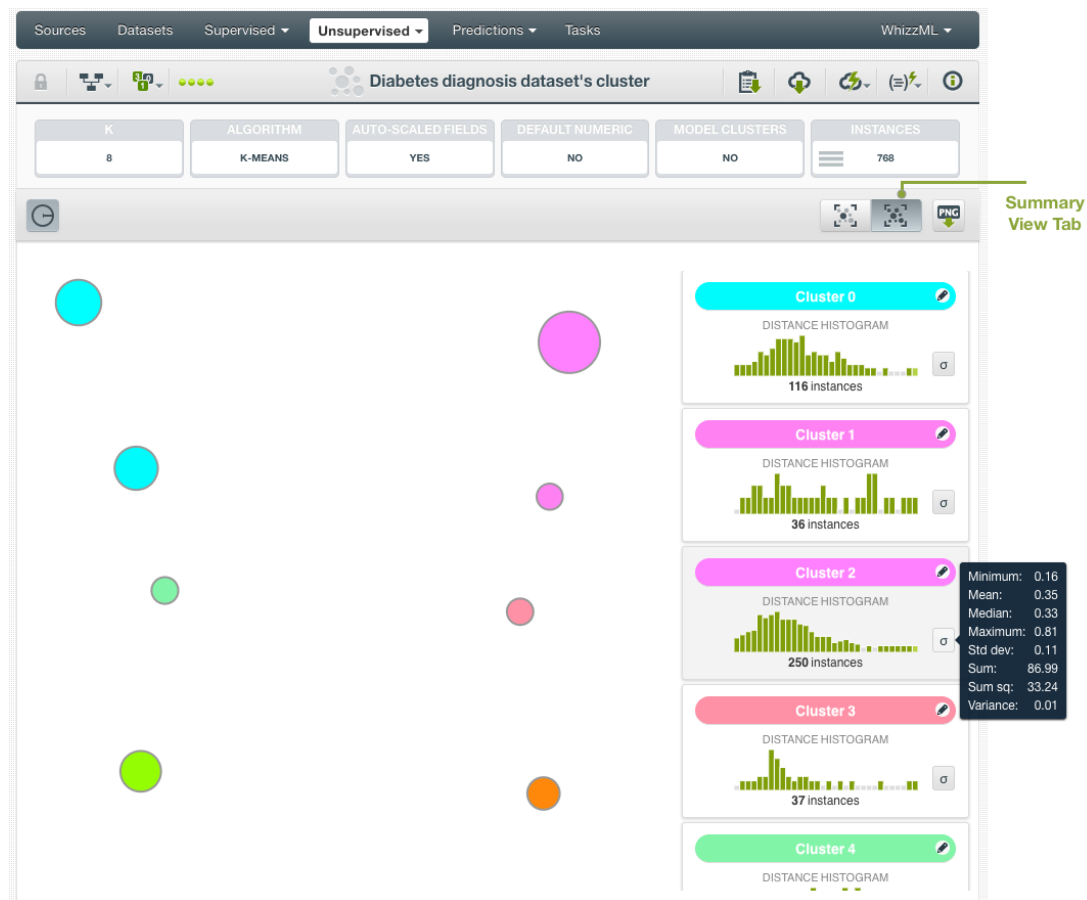 Sources Datasets Supervised Unsupervised Predictions Tasks WhizzML
Diabetes diagnosis dataset's cluster
K ALGORITHM AUTO-SCALED FIELDS DEFAULT NUMERIC MODEL CLUSTERS INSTANCES
8 K-MEANS YES NO NO 768
Summary
View Tab
PNG
Cluster 0
DISTANCE HISTOGRAM
σ
116 instances
Cluster 1
DISTANCE HISTOGRAM
σ
36 instances
Cluster 2
DISTANCE HISTOGRAM
σ
250 instances
Minimum: 0.16
Mean: 0.35
Median: 0.33
Maximum: 0.81
Std dev: 0.11
Sum: 86.99
Sum sq: 33.24
Variance: 0.01
Cluster 3
DISTANCE HISTOGRAM
σ
37 instances
Cluster 4
DISTANCE HISTOGRAM